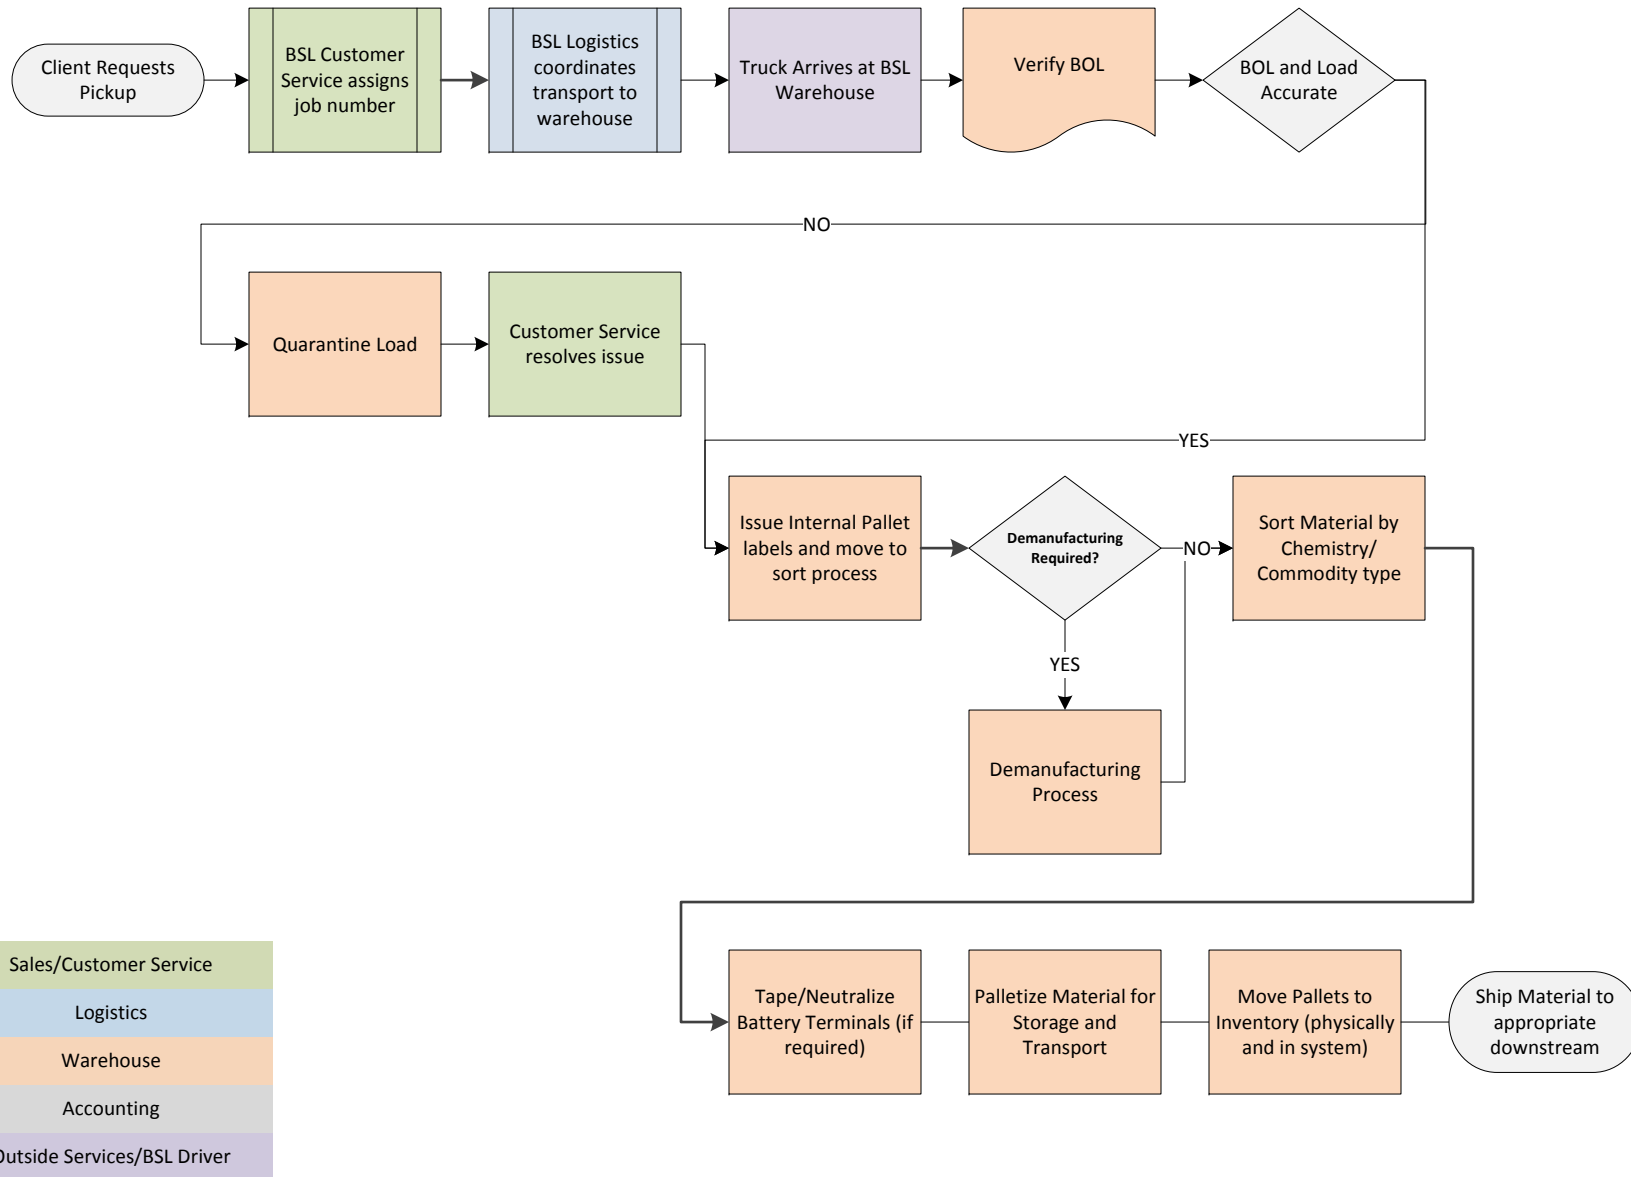 Client Requests
Pickup
BSL Customer
Service assigns
job number
BSL Logistics
coordinates
transport to
warehouse
Truck Arrives at BSL
Warehouse
Verify BOL
BOL and Load
Accurate
NO
Quarantine Load
Customer Service
resolves issue
YES
Issue Internal Pallet
labels and move to
sort process
Demanufacturing
Required?
NO
Sort Material by
Chemistry/
Commodity type
YES
Demanufacturing
Process
Tape/Neutralize
Battery Terminals (if
required)
Palletize Material for
Storage and
Transport
Move Pallets to
Inventory (physically
and in system)
Ship Material to
appropriate
downstream
Sales/Customer Service
Logistics
Warehouse
Accounting
Outside Services/BSL Driver